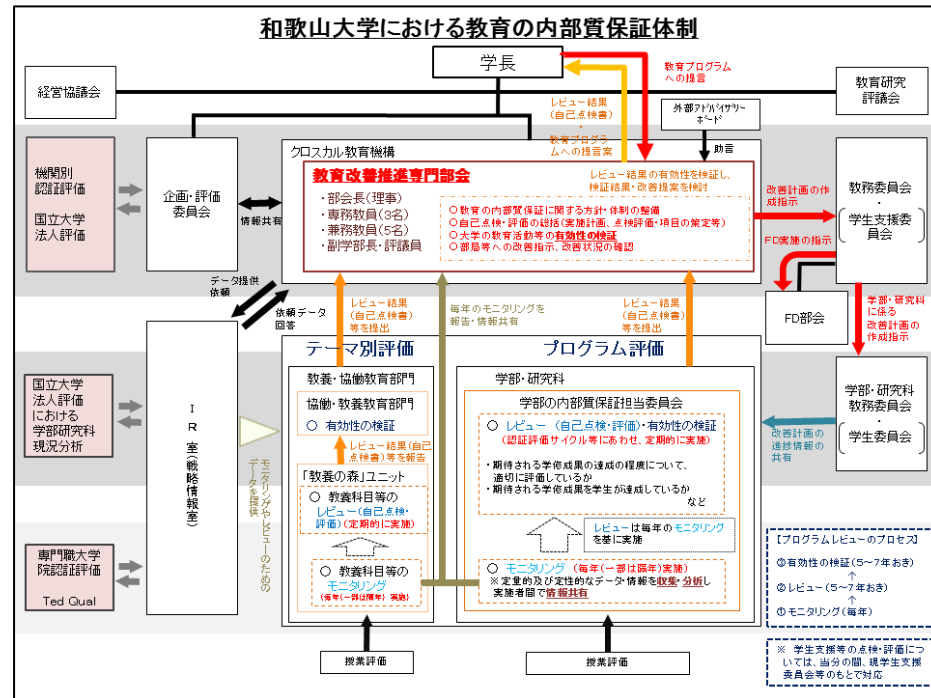 和歌山大学における教育の内部質保証体制
学長
経営協議会
教育研究
評議会
教育プログラム
への提言
レビュー結果
(自己点検書)
・
教育プログラ
ムへの提言案
外部アドバイザリー
ボード
助言
機関別
認証評価
国立大学
法人評価
企画・評価
委員会
情報共有
クロスカル教育機構
教育改善推進専門部会
・部会長(理事)
・専務教員(3名)
・兼務教員(5名)
・副学部長・評議員
レビュー結果の有効性を検証し、
検証結果・改善提案を検討
○教育の内部質保証に関する方針・体制の整備
○自己点検・評価の総括(実施計画、点検評価・項目の策定等)
○大学の教育活動等の有効性の検証
○部局等への改善指示、改善状況の確認
改善計画の作
成指示
教務委員会
・
学生支援委
員会
FD実施の指示
FD部会
学部・研究科
に係る
改善計画の
作成指示
データ提供
依頼
依頼データ
回答
レビュー結果
(自己点検書)
等を提出
毎年のモニタリングを
報告・情報共有
レビュー結果
(自己点検書)
等を提出
国立大学
法人評価
における
学部研究科
現況分析
専門職大学
院認証評価
Ted Qual
IR室(戦略情報室)
モニタリングやレビューのための
データを提供
テーマ別評価
教養・協働教育部門
協働・教養教育部門
○ 有効性の検証
レビュー結果(自己
点検書)等を報告
「教養の森」ユニット
○ 教養科目等の
レビュー(自己点検・
評価)(定期的に実施)
○ 教養科目等の
モニタリング
(毎年(一部は隔年)実施)
授業評価
プログラム評価
学部・研究科
学部の内部質保証担当委員会
○ レビュー(自己点検・評価)・有効性の検証
(認証評価サイクル等にあわせ、定期的に実施)
・期待される学修成果の達成の程度について、
適切に評価しているか
・期待される学修成果を学生が達成しているか
など
レビューは毎年のモニタリング
を基に実施
○ モニタリング(毎年(一部は隔年)実施)
※定量的及び定性的なデータ・情報を収集・分析し
実施者間で情報共有
授業評価
改善計画の
進捗情報の
共有
学部・研究科
教務委員会
・
学生委員会
【プログラムレビューのプロセス】
③有効性の検証(5~7年おき)
↑
②レビュー(5~7年おき)
↑
①モニタリング(毎年)
※ 学生支援等の点検・評価につ
いては、当分の間、現学生支援
委員会等のもとで対応